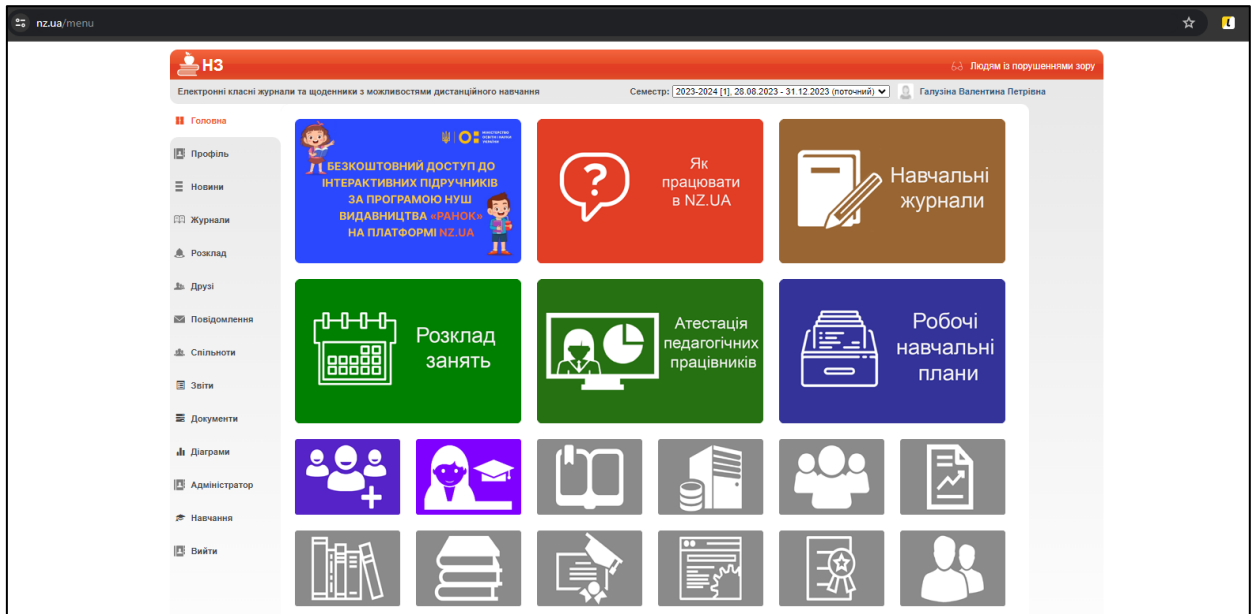 nz.ua/menu
НЗ
Людям із порушеннями зору
Електронні класні журнали та щоденники з можливостями дистанційного навчання
Семестр: 2023-2024 [1], 28.08.2023 - 31.12.2023 (поточний)
Галузіна Валентина Петрівна
Головна
Профіль
Новини
Журнали
Розклад
Друзі
Повідомлення
Спільноти
Звіти
Документи
Діаграми
Адміністратор
Навчання
Вийти
БЕЗКОШТОВНИЙ ДОСТУП ДО
ІНТЕРАКТИВНИХ ПІДРУЧНИКІВ
ЗА ПРОГРАМОЮ НУШ
ВИДАВНИЦТВА «РАНОК»
НА ПЛАТФОРМІ NZ.UA
Як
працювати
в NZ.UA
Навчальні
журнали
Розклад
занять
Атестація
педагогічних
працівників
Робочі
навчальні
плани